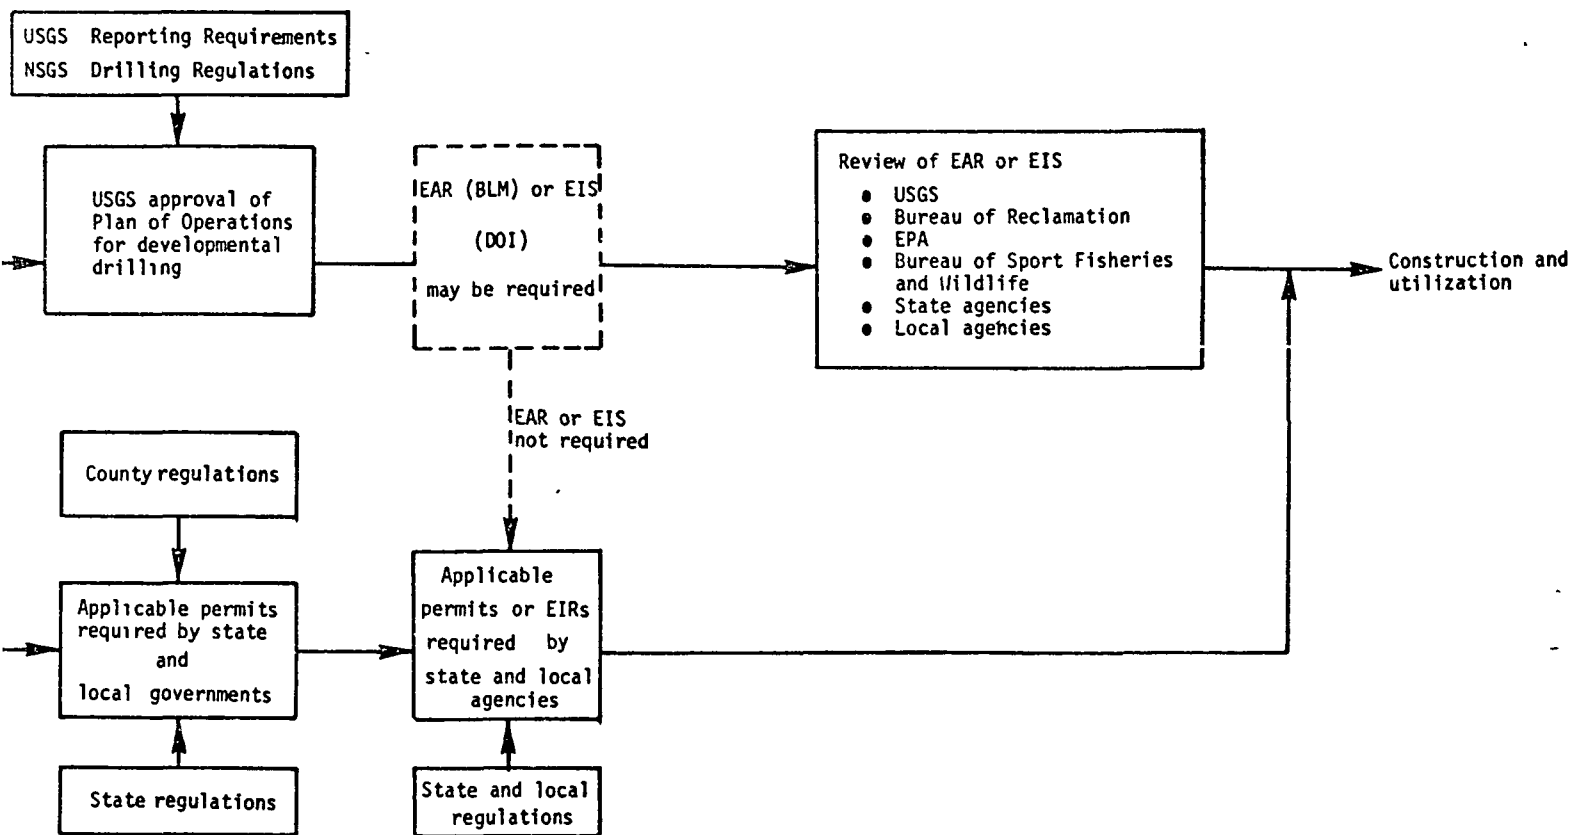 USGS Reporting Requirements
NSGS Drilling Regulations
USGS approval of
Plan of Operations
for developmental
drilling
EAR (BLM) or EIS
(DOI)
may be required
Review of EAR or EIS
● USGS
● Bureau of Reclamation
● EPA
● Bureau of Sport Fisheries
and Wildlife
● State agencies
● Local agencies
Construction and
utilization
EAR or EIS
not required
County regulations
Applicable permits
required by state
and
local governments
State regulations
Applicable
permits or EIRs
required by
state and local
agencies
State and local
regulations